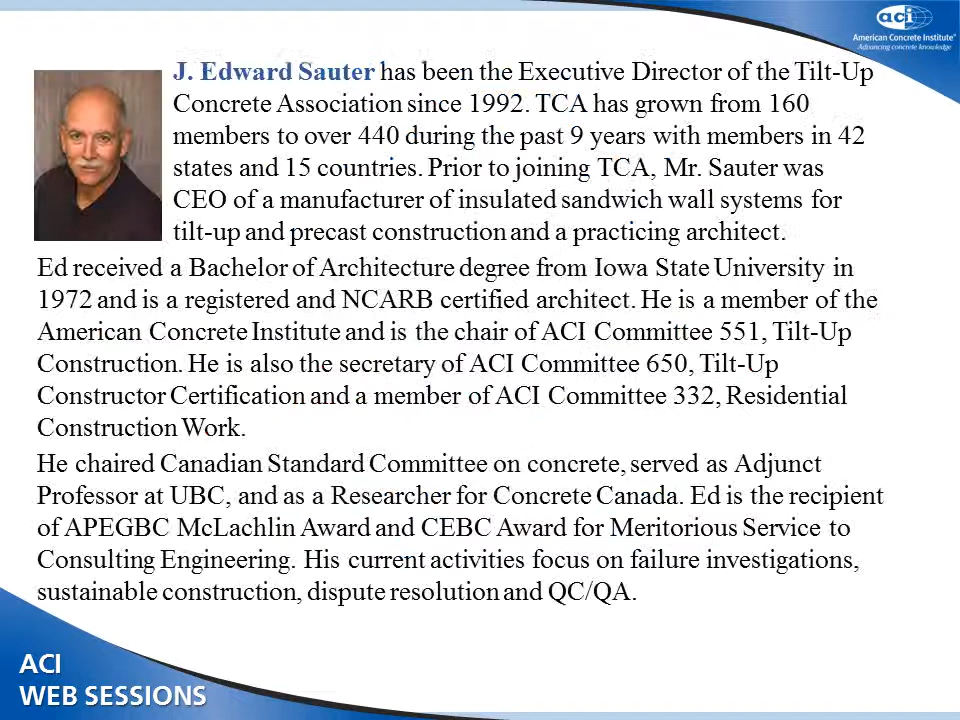 aci
American Concrete Institute®
Advancing concrete knowledge
J. Edward Sauter has been the Executive Director of the Tilt-Up
Concrete Association since 1992. TCA has grown from 160
members to over 440 during the past 9 years with members in 42
states and 15 countries. Prior to joining TCA, Mr. Sauter was
CEO of a manufacturer of insulated sandwich wall systems for
tilt-up and precast construction and a practicing architect.
Ed received a Bachelor of Architecture degree from Iowa State University in
1972 and is a registered and NCARB certified architect. He is a member of the
American Concrete Institute and is the chair of ACI Committee 551, Tilt-Up
Construction. He is also the secretary of ACI Committee 650, Tilt-Up
Constructor Certification and a member of ACI Committee 332, Residential
Construction Work.
He chaired Canadian Standard Committee on concrete, served as Adjunct
Professor at UBC, and as a Researcher for Concrete Canada. Ed is the recipient
of APEGBC McLachlin Award and CEBC Award for Meritorious Service to
Consulting Engineering. His current activities focus on failure investigations,
sustainable construction, dispute resolution and QC/QA.
ACI
WEB SESSIONS